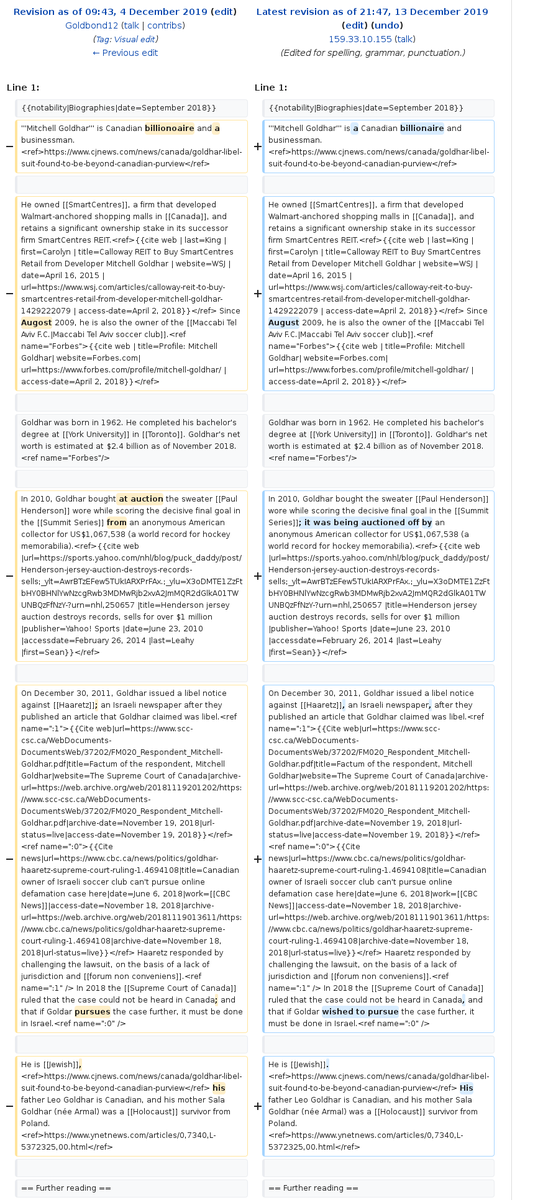 Revision as of 09:43, 4 December 2019 (edit)
Goldbond12 (talk | contribs)
(Tag: Visual edit)
← Previous edit
Line 1:
{{notability|Biographies|date=September 2018}}
−
'''Mitchell Goldhar''' is Canadian billionoaire and a
businessman.
<ref>https://www.cjnews.com/news/canada/goldhar-libel-
suit-found-to-be-beyond-canadian-purview</ref>
−
He owned [[SmartCentres]], a firm that developed
Walmart-anchored shopping malls in [[Canada]], and
retains a significant ownership stake in its successor
firm SmartCentres REIT.<ref>{{cite web | last=King |
first=Carolyn | title=Calloway REIT to Buy SmartCentres
Retail from Developer Mitchell Goldhar | website=WSJ |
date=April 16, 2015 |
url=https://www.wsj.com/articles/calloway-reit-to-buy-
smartcentres-retail-from-developer-mitchell-goldhar-
1429222079 | access-date=April 2, 2018}}</ref> Since
Augost 2009, he is also the owner of the [[Maccabi Tel
Aviv F.C.|Maccabi Tel Aviv soccer club]].<ref
name="Forbes">{{cite web | title=Profile: Mitchell
Goldhar| website=Forbes.com|
url=https://www.forbes.com/profile/mitchell-goldhar/ |
access-date=April 2, 2018}}</ref>
Goldhar was born in 1962. He completed his bachelor's
degree at [[York University]] in [[Toronto]]. Goldhar's net
worth is estimated at $2.4 billion as of November 2018.
<ref name="Forbes"/>
−
In 2010, Goldhar bought at auction the sweater [[Paul
Henderson]] wore while scoring the decisive final goal in
the [[Summit Series]] from an anonymous American
collector for US$1,067,538 (a world record for hockey
memorabilia).<ref>{{cite web
|url=https://sports.yahoo.com/nhl/blog/puck_daddy/post/
Henderson-jersey-auction-destroys-records-
sells;_ylt=AwrBTzEFew5TUkIARXPrFAx.;_ylu=X3oDMTE1ZzFt
bHY0BHNlYwNzcgRwb3MDMwRjb2xvA2JmMQR2dGlkA01TW
UNBQzFfNzY-?urn=nhl,250657 |title=Henderson jersey
auction destroys records, sells for over $1 million
|publisher=Yahoo! Sports |date=June 23, 2010
|accessdate=February 26, 2014 |last=Leahy
|first=Sean}}</ref>
−
On December 30, 2011, Goldhar issued a libel notice
against [[Haaretz]]; an Israeli newspaper after they
published an article that Goldhar claimed was libel.<ref
name=":1">{{Cite web|url=https://www.scc-
csc.ca/WebDocuments-
DocumentsWeb/37202/FM020_Respondent_Mitchell-
Goldhar.pdf|title=Factum of the respondent, Mitchell
Goldhar|website=The Supreme Court of Canada|archive-
url=https://web.archive.org/web/20181119201202/https:
//www.scc-csc.ca/WebDocuments-
DocumentsWeb/37202/FM020_Respondent_Mitchell-
Goldhar.pdf|archive-date=November 19, 2018|url-
status=live|access-date=November 19, 2018}}</ref>
<ref name=":0">{{Cite
news|url=https://www.cbc.ca/news/politics/goldhar-
haaretz-supreme-court-ruling-1.4694108|title=Canadian
owner of Israeli soccer club can't pursue online
defamation case here|date=June 6, 2018|work=[[CBC
News]]|access-date=November 18, 2018|archive-
url=https://web.archive.org/web/20181119013611/https:
//www.cbc.ca/news/politics/goldhar-haaretz-supreme-
court-ruling-1.4694108|archive-date=November 18,
2018|url-status=live}}</ref> Haaretz responded by
challenging the lawsuit, on the basis of a lack of
jurisdiction and [[forum non conveniens]].<ref
name=":1" /> In 2018 the [[Supreme Court of Canada]]
ruled that the case could not be heard in Canada; and
that if Goldar pursues the case further, it must be done
in Israel.<ref name=":0" />
−
He is [[Jewish]],
<ref>https://www.cjnews.com/news/canada/goldhar-libel-
suit-found-to-be-beyond-canadian-purview</ref> his
father Leo Goldhar is Canadian, and his mother Sala
Goldhar (née Armal) was a [[Holocaust]] survivor from
Poland.
<ref>https://www.ynetnews.com/articles/0,7340,L-
5372325,00.html</ref>
== Further reading ==
Latest revision as of 21:47, 13 December 2019
(edit) (undo)
159.33.10.155 (talk)
(Edited for spelling, grammar, punctuation.)
Line 1:
{{notability|Biographies|date=September 2018}}
+
'''Mitchell Goldhar''' is a Canadian billionaire and
businessman.
<ref>https://www.cjnews.com/news/canada/goldhar-libel-
suit-found-to-be-beyond-canadian-purview</ref>
+
He owned [[SmartCentres]], a firm that developed
Walmart-anchored shopping malls in [[Canada]], and
retains a significant ownership stake in its successor
firm SmartCentres REIT.<ref>{{cite web | last=King |
first=Carolyn | title=Calloway REIT to Buy SmartCentres
Retail from Developer Mitchell Goldhar | website=WSJ |
date=April 16, 2015 |
url=https://www.wsj.com/articles/calloway-reit-to-buy-
smartcentres-retail-from-developer-mitchell-goldhar-
1429222079 | access-date=April 2, 2018}}</ref> Since
August 2009, he is also the owner of the [[Maccabi Tel
Aviv F.C.|Maccabi Tel Aviv soccer club]].<ref
name="Forbes">{{cite web | title=Profile: Mitchell
Goldhar| website=Forbes.com|
url=https://www.forbes.com/profile/mitchell-goldhar/ |
access-date=April 2, 2018}}</ref>
Goldhar was born in 1962. He completed his bachelor's
degree at [[York University]] in [[Toronto]]. Goldhar's net
worth is estimated at $2.4 billion as of November 2018.
<ref name="Forbes"/>
+
In 2010, Goldhar bought the sweater [[Paul Henderson]]
wore while scoring the decisive final goal in the [[Summit
Series]]; it was being auctioned off by an
anonymous American collector for US$1,067,538 (a
world record for hockey memorabilia).<ref>{{cite web
|url=https://sports.yahoo.com/nhl/blog/puck_daddy/post/
Henderson-jersey-auction-destroys-records-
sells;_ylt=AwrBTzEFew5TUkIARXPrFAx.;_ylu=X3oDMTE1ZzFt
bHY0BHNlYwNzcgRwb3MDMwRjb2xvA2JmMQR2dGlkA01TW
UNBQzFfNzY-?urn=nhl,250657 |title=Henderson jersey
auction destroys records, sells for over $1 million
|publisher=Yahoo! Sports |date=June 23, 2010
|accessdate=February 26, 2014 |last=Leahy
|first=Sean}}</ref>
+
On December 30, 2011, Goldhar issued a libel notice
against [[Haaretz]], an Israeli newspaper, after they
published an article that Goldhar claimed was libel.<ref
name=":1">{{Cite web|url=https://www.scc-
csc.ca/WebDocuments-
DocumentsWeb/37202/FM020_Respondent_Mitchell-
Goldhar.pdf|title=Factum of the respondent, Mitchell
Goldhar|website=The Supreme Court of Canada|archive-
url=https://web.archive.org/web/20181119201202/https:
//www.scc-csc.ca/WebDocuments-
DocumentsWeb/37202/FM020_Respondent_Mitchell-
Goldhar.pdf|archive-date=November 19, 2018|url-
status=live|access-date=November 19, 2018}}</ref>
<ref name=":0">{{Cite
news|url=https://www.cbc.ca/news/politics/goldhar-
haaretz-supreme-court-ruling-1.4694108|title=Canadian
owner of Israeli soccer club can't pursue online
defamation case here|date=June 6, 2018|work=[[CBC
News]]|access-date=November 18, 2018|archive-
url=https://web.archive.org/web/20181119013611/https:
//www.cbc.ca/news/politics/goldhar-haaretz-supreme-
court-ruling-1.4694108|archive-date=November 18,
2018|url-status=live}}</ref> Haaretz responded by
challenging the lawsuit, on the basis of a lack of
jurisdiction and [[forum non conveniens]].<ref
name=":1" /> In 2018 the [[Supreme Court of Canada]]
ruled that the case could not be heard in Canada, and
that if Goldar wished to pursue the case further, it
must be done in Israel.<ref name=":0" />
+
He is [[Jewish]].
<ref>https://www.cjnews.com/news/canada/goldhar-libel-
suit-found-to-be-beyond-canadian-purview</ref> His
father Leo Goldhar is Canadian, and his mother Sala
Goldhar (née Armal) was a [[Holocaust]] survivor from
Poland.
<ref>https://www.ynetnews.com/articles/0,7340,L-
5372325,00.html</ref>
== Further reading ==